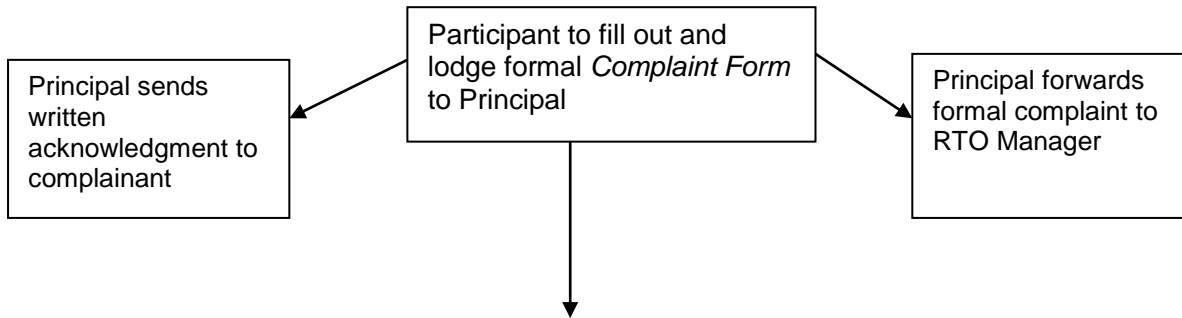 Participant to fill out and
lodge formal Complaint Form
to Principal
Principal sends
written
acknowledgment to
complainant
Principal forwards
formal complaint to
RTO Manager